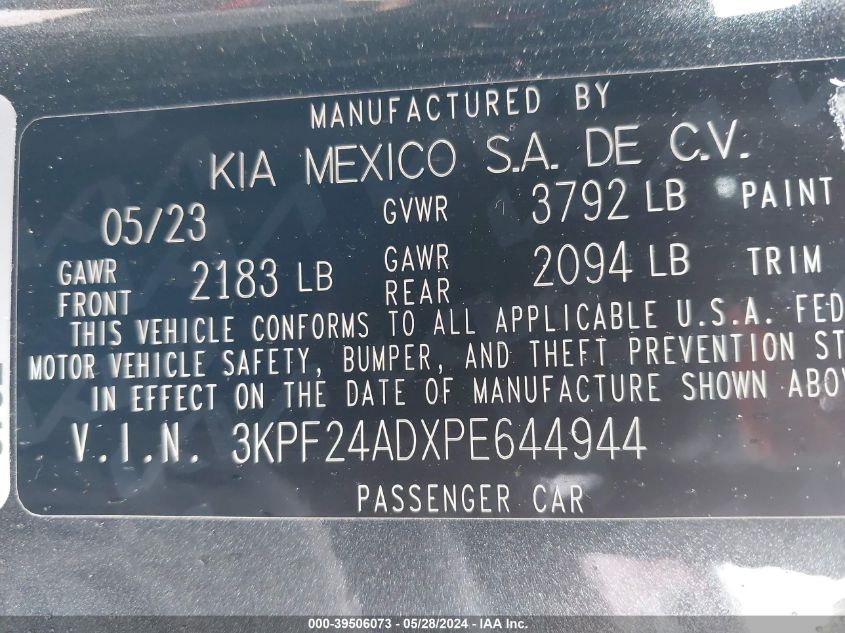 MANUFACTURED BY
KIA MEXICO S.A. DE C.V.
05/23 GVWR 3792 LB PAINT
GAWR FRONT 2183 LB GAWR REAR 2094 LB TRIM
THIS VEHICLE CONFORMS TO ALL APPLICABLE U.S.A. FED
MOTOR VEHICLE SAFETY, BUMPER, AND THEFT PREVENTION ST
IN EFFECT ON THE DATE OF MANUFACTURE SHOWN ABOV
V.I.N. 3KPF24ADXPE644944
PASSENGER CAR
000-39506073 - 05/28/2024 - IAA Inc.